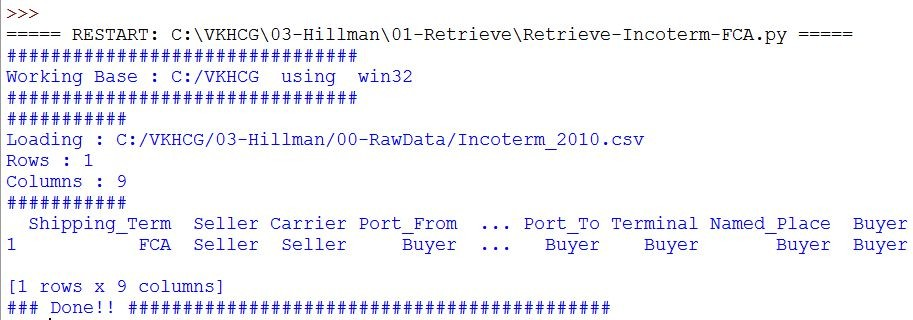 >>>
===== RESTART: C:\VKHCG\03-Hillman\01-Retrieve\Retrieve-Incoterm-FCA.py =====
################################
Working Base : C:/VKHCG  using  win32
################################
###########
Loading : C:/VKHCG/03-Hillman/00-RawData/Incoterm_2010.csv
Rows : 1
Columns : 9
###########
  Shipping_Term  Seller Carrier Port_From  ... Port_To Terminal Named_Place  Buyer
1           FCA  Seller  Seller     Buyer  ...   Buyer    Buyer       Buyer  Buyer
[1 rows x 9 columns]
### Done!! ############################################